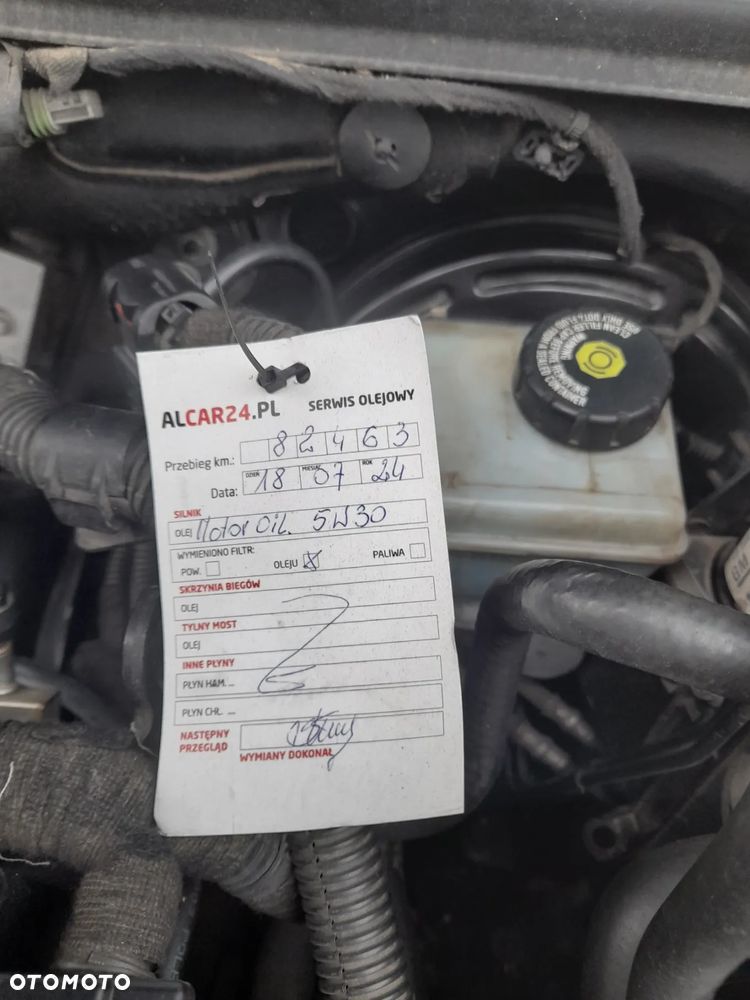 ALCAR24.PL SERWIS OLEJOWY
Przebieg km.: 82463
DZIEŃ MIESIĄC ROK
Data: 18 07 24
SILNIK
OLEJ Motor Oil. 5W30
WYMIENIONO FILTR:
POW. OLEJU PALIWA
SKRZYNIA BIEGÓW
OLEJ
TYLNY MOST
OLEJ
INNE PŁYNY
PŁYN HAM. ...
PŁYN CHŁ. ...
NASTĘPNY
PRZEGLĄD
WYMIANY DOKONAŁ
GM
OTOMOTO